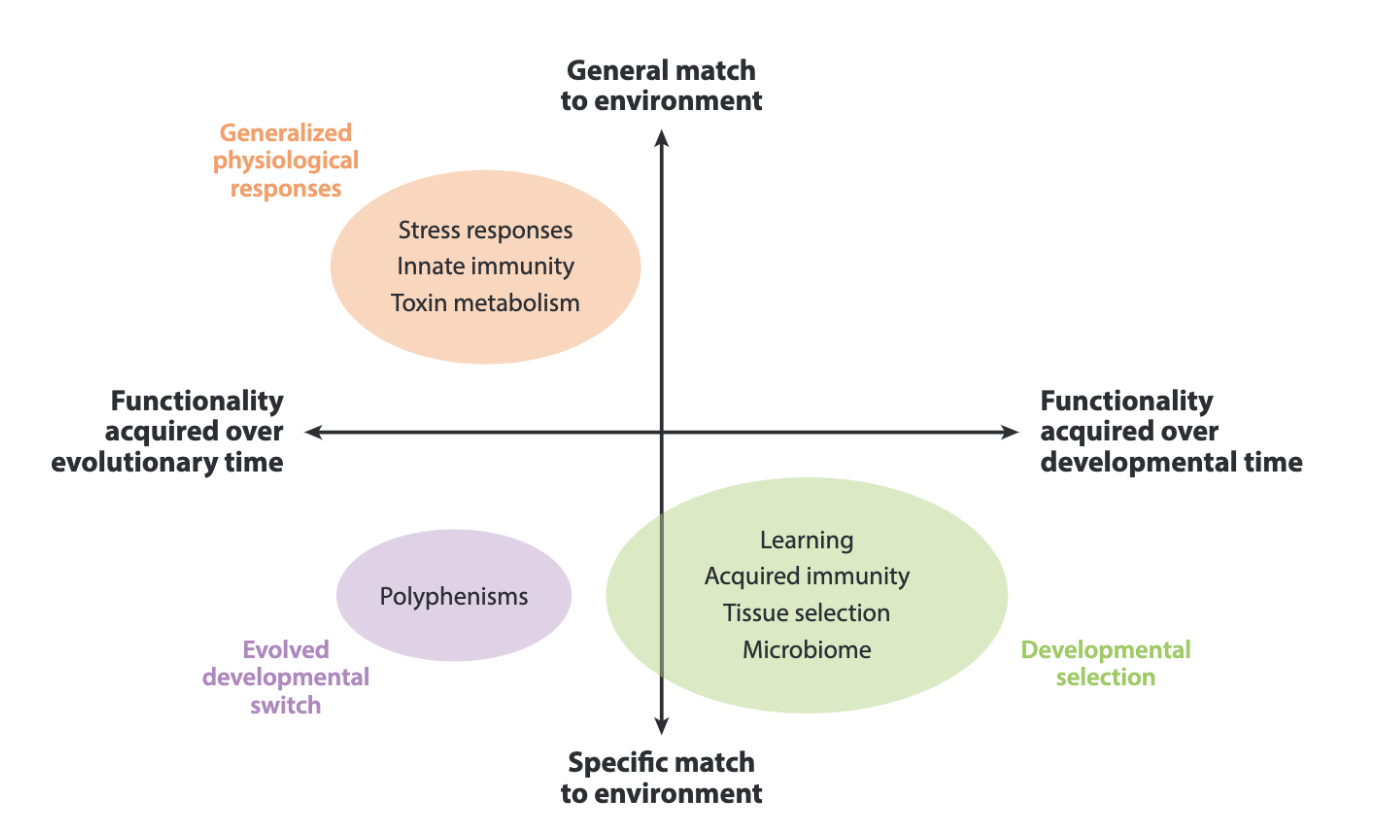 General match
to environment
Generalized
physiological
responses
Stress responses
Innate immunity
Toxin metabolism
Functionality
acquired over
evolutionary time
Functionality
acquired over
developmental time
Polyphenisms
Evolved
developmental
switch
Learning
Acquired immunity
Tissue selection
Microbiome
Developmental
selection
Specific match
to environment